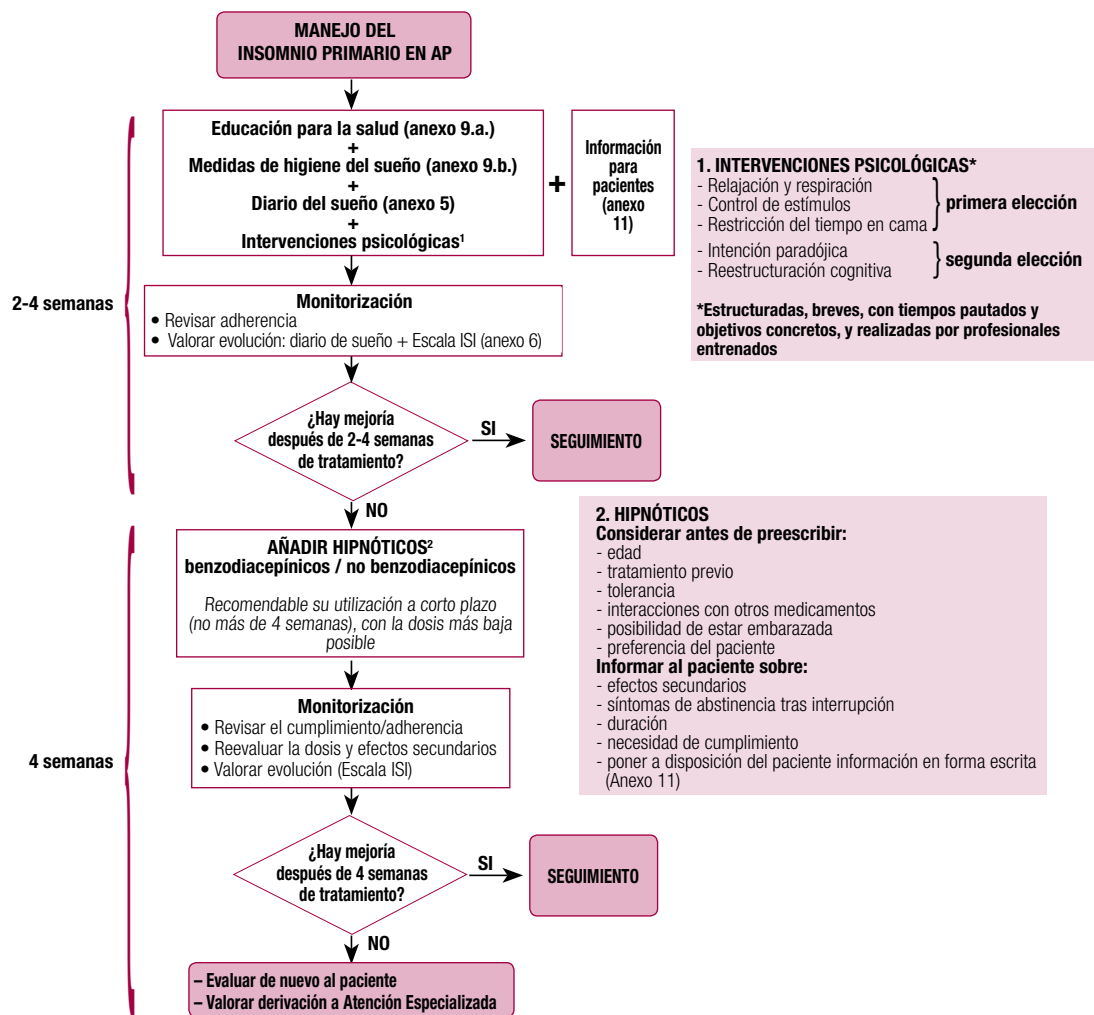 MANEJO DEL
INSOMNIO PRIMARIO EN AP
Educación para la salud (anexo 9.a.)
+
Medidas de higiene del sueño (anexo 9.b.)
+
Diario del sueño (anexo 5)
+
Intervenciones psicológicas¹
+
Información
para
pacientes
(anexo
11)
1. INTERVENCIONES PSICOLÓGICAS*
- Relajación y respiración
- Control de estímulos
- Restricción del tiempo en cama
primera elección
- Intención paradójica
- Reestructuración cognitiva
segunda elección
*Estructuradas, breves, con tiempos pautados y
objetivos concretos, y realizadas por profesionales
entrenados
2-4 semanas
Monitorización
• Revisar adherencia
• Valorar evolución: diario de sueño + Escala ISI (anexo 6)
¿Hay mejoría
después de 2-4 semanas
de tratamiento?
SI
SEGUIMIENTO
NO
AÑADIR HIPNÓTICOS²
benzodiacepínicos / no benzodiacepínicos
Recomendable su utilización a corto plazo
(no más de 4 semanas), con la dosis más baja
posible
2. HIPNÓTICOS
Considerar antes de preescribir:
- edad
- tratamiento previo
- tolerancia
- interacciones con otros medicamentos
- posibilidad de estar embarazada
- preferencia del paciente
Informar al paciente sobre:
- efectos secundarios
- síntomas de abstinencia tras interrupción
- duración
- necesidad de cumplimiento
- poner a disposición del paciente información en forma escrita
(Anexo 11)
4 semanas
Monitorización
• Revisar el cumplimiento/adherencia
• Reevaluar la dosis y efectos secundarios
• Valorar evolución (Escala ISI)
¿Hay mejoría
después de 4 semanas
de tratamiento?
SI
SEGUIMIENTO
NO
– Evaluar de nuevo al paciente
– Valorar derivación a Atención Especializada